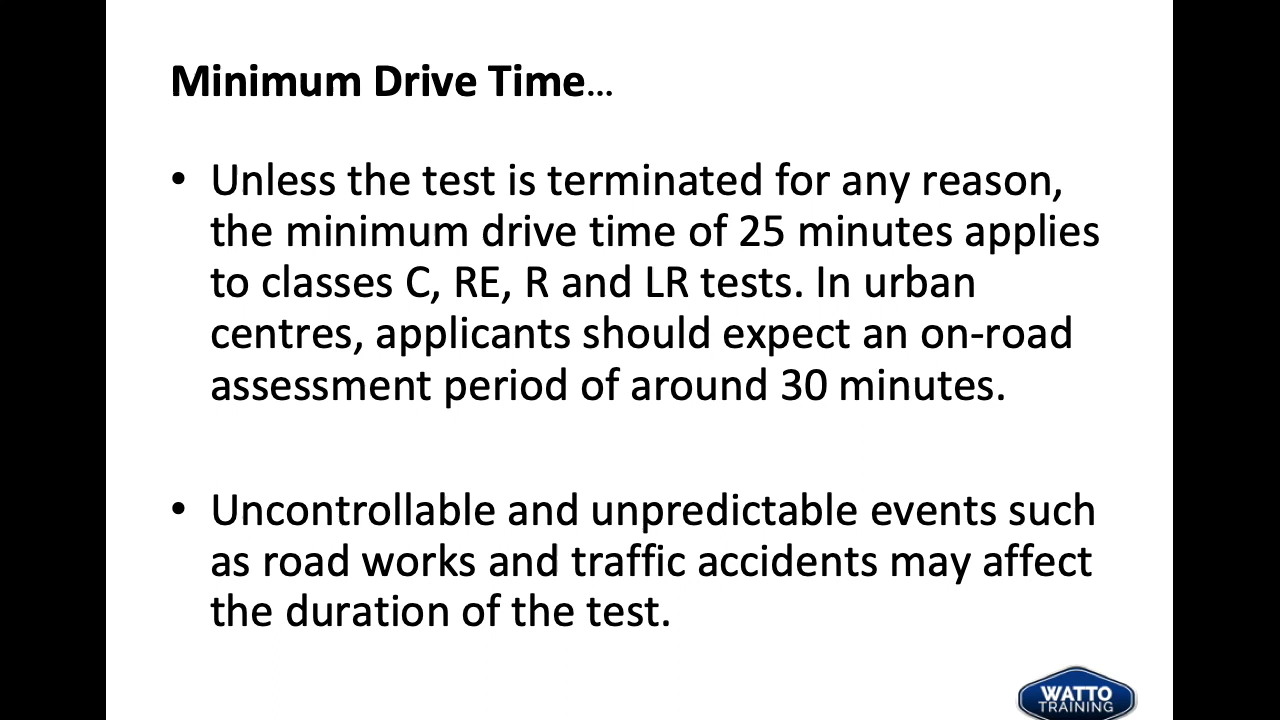 Minimum Drive Time...
• Unless the test is terminated for any reason,
the minimum drive time of 25 minutes applies
to classes C, RE, R and LR tests. In urban
centres, applicants should expect an on-road
assessment period of around 30 minutes.
• Uncontrollable and unpredictable events such
as road works and traffic accidents may affect
the duration of the test.
WATTO
TRAINING